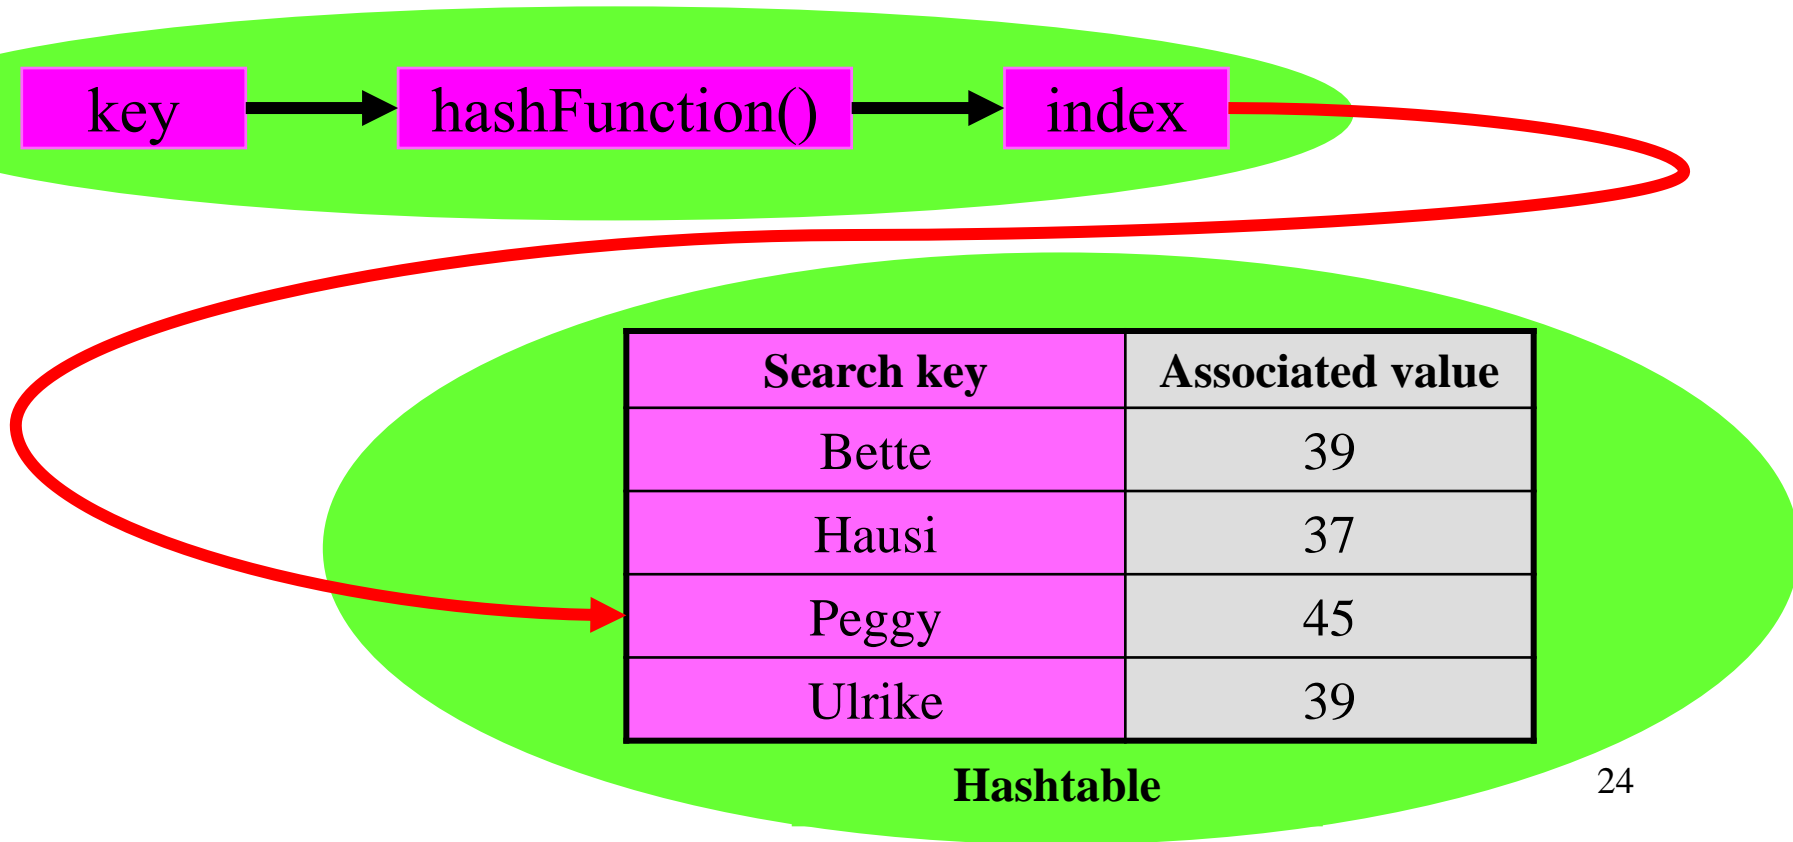 key hashFunction() index
Search key Associated value
Bette 39
Hausi 37
Peggy 45
Ulrike 39
Hashtable
24